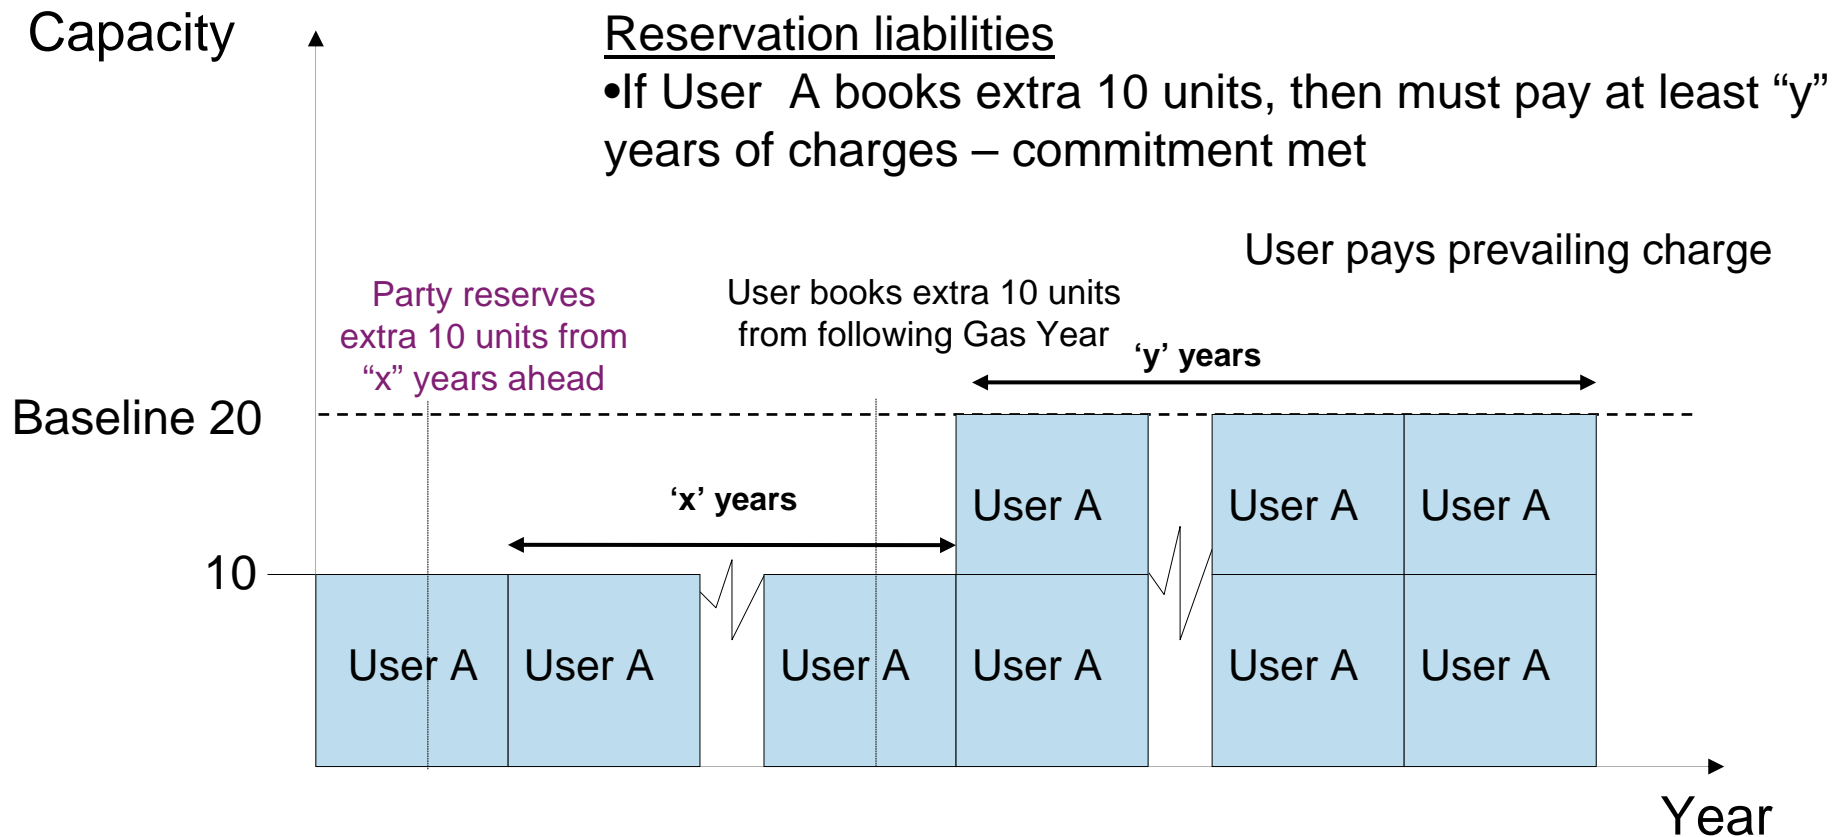 Capacity
Reservation liabilities
•If User A books extra 10 units, then must pay at least “y”
years of charges – commitment met
User pays prevailing charge
Party reserves
extra 10 units from
“x” years ahead
User books extra 10 units
from following Gas Year
‘y’ years
Baseline 20
‘x’ years
User A
User A
User A
10
User A
User A
User A
User A
User A
User A
Year